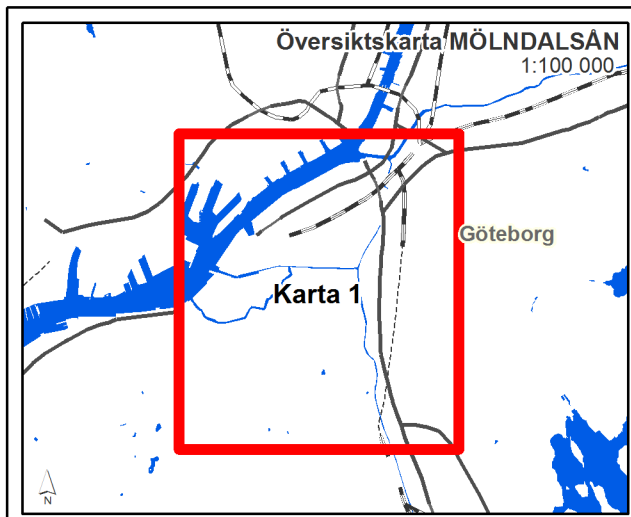 Översiktskarta MÖLNDALSÅN
1:100 000
Göteborg
Karta 1
N